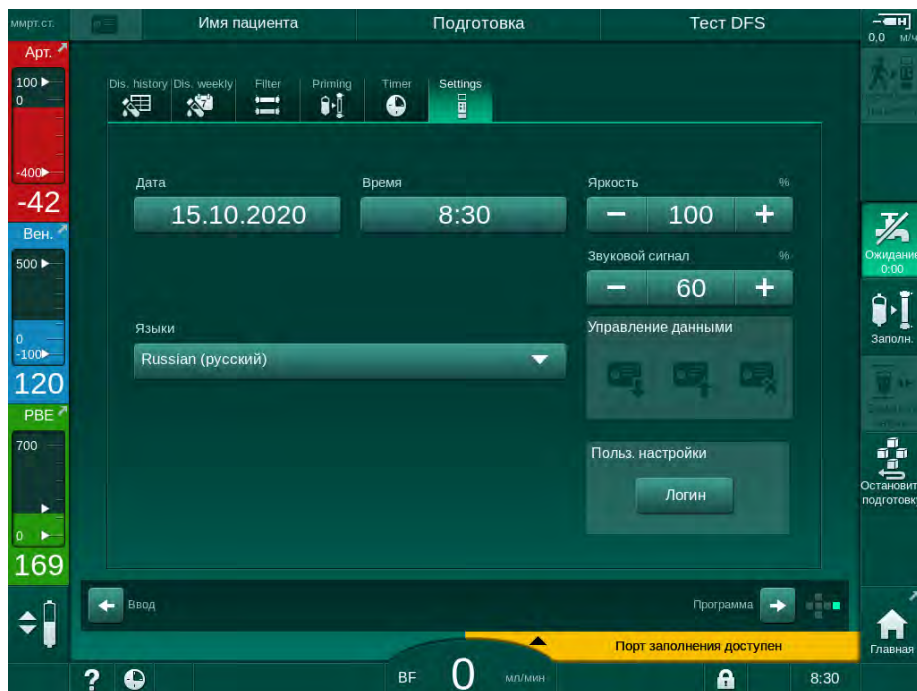 ммрт.ст.
Имя пациента
Подготовка
Тест DFS
0,0 м/ч
Арт.
100
0
-400
-42
Вен.
500
0
-100
120
PBE
700
0
169
Dis. history
Dis. weekly
Filter
Priming
Timer
Settings
Дата
15.10.2020
Время
8:30
Яркость %
100
Звуковой сигнал %
60
Языки
Russian (русский)
Управление данными
Польз. настройки
Логин
Ожидание
0:00
Заполн.
Остановит
подготовк
Ввод
Программа
Порт заполнения доступен
Главная
?
BF 0 мл/мин
8:30